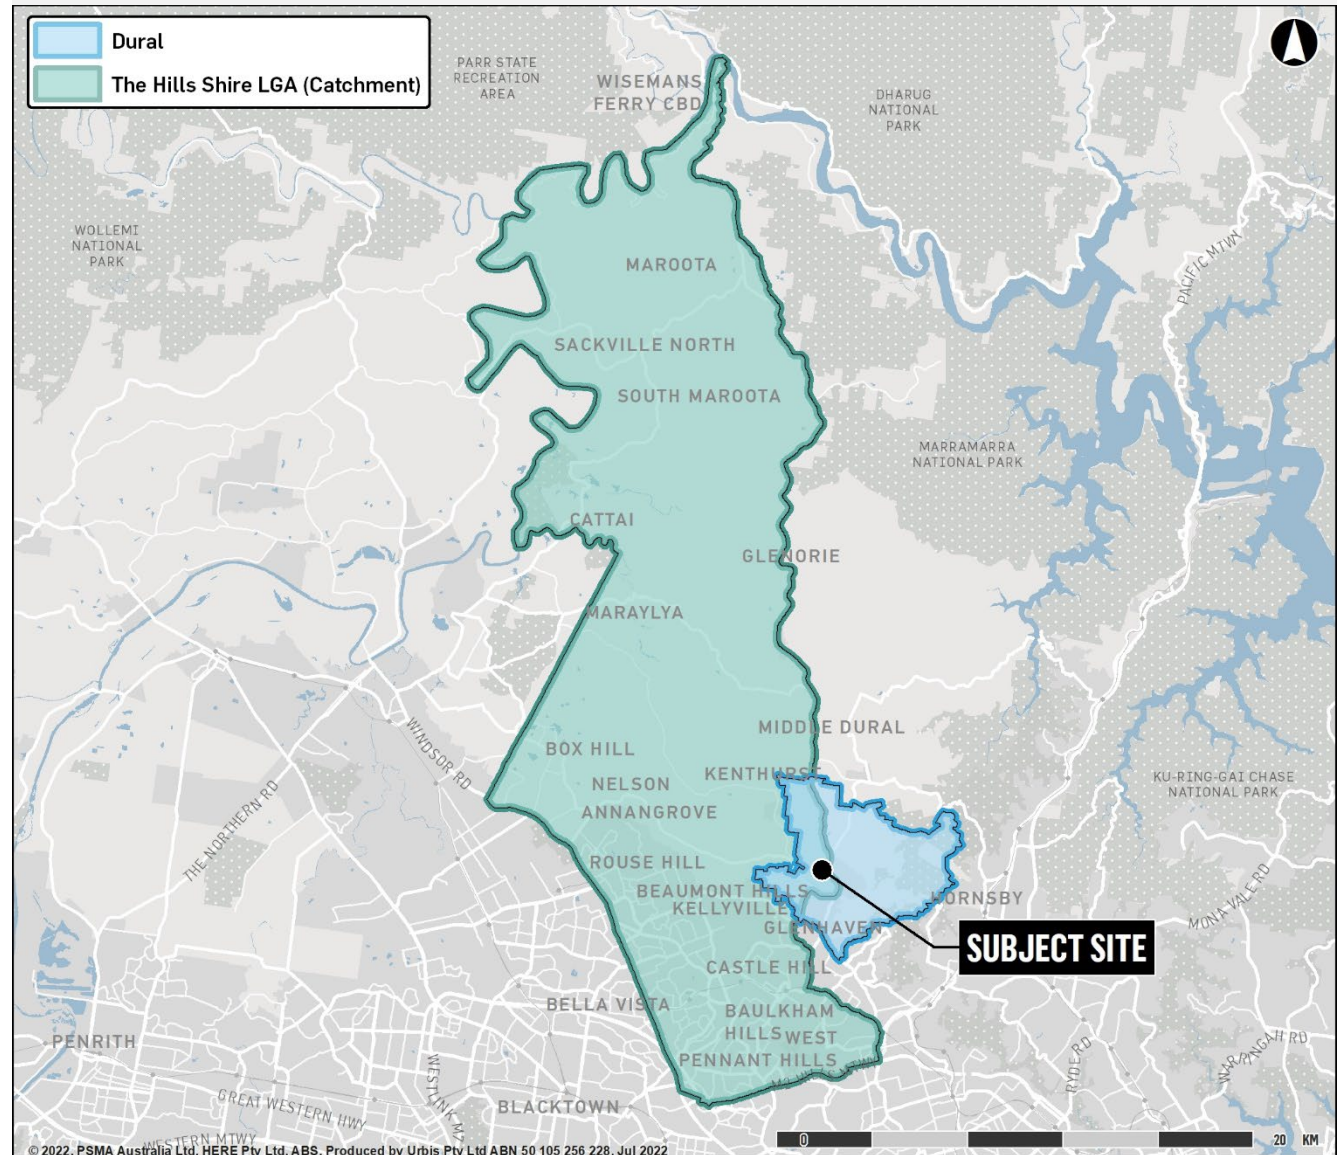 Dural
The Hills Shire LGA (Catchment)
PARR STATE
RECREATION
AREA
WISEMANS
FERRY CBD
DHARUG
NATIONAL
PARK
WOLLEMI
NATIONAL
PARK
PACIFIC MTWY
MAROOTA
SACKVILLE NORTH
SOUTH MAROOTA
MARRAMARRA
NATIONAL PARK
CATTAI
GLENORIE
MARAYLYA
MIDDLE DURAL
WINDSOR RD
BOX HILL
KENTHURST
NELSON
KU-RING-GAI CHASE
NATIONAL PARK
ANNANGROVE
THE NORTHERN RD
ROUSE HILL
BEAUMONT HILLS
HORNSBY
KELLYVILLE
MONA VALE RD
GLENHAVEN
SUBJECT SITE
CASTLE HILL
BELLA VISTA
BAULKHAM
HILLS
WEST
PENNANT HILLS
PENROTH
WESTLINK M7
RYDE RD
WARRINGAH RD
GREAT WESTERN HWY
BLACKTOWN
WESTERN MTWY
0
20 KM
© 2022. PSMA Australia Ltd, HERE Pty Ltd, ABS. Produced by Urbis Pty Ltd ABN 50 105 256 228, Jul 2022